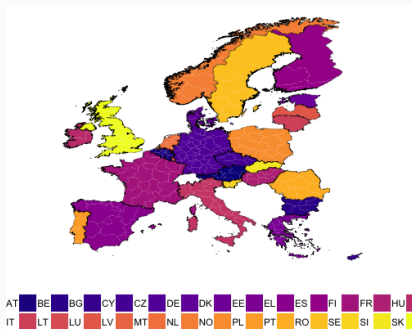 AT BE BG CY CZ DE DK EE EL ES FI FR HU
IT LT LU LV MT NL NO PL PT RO SE SI SK